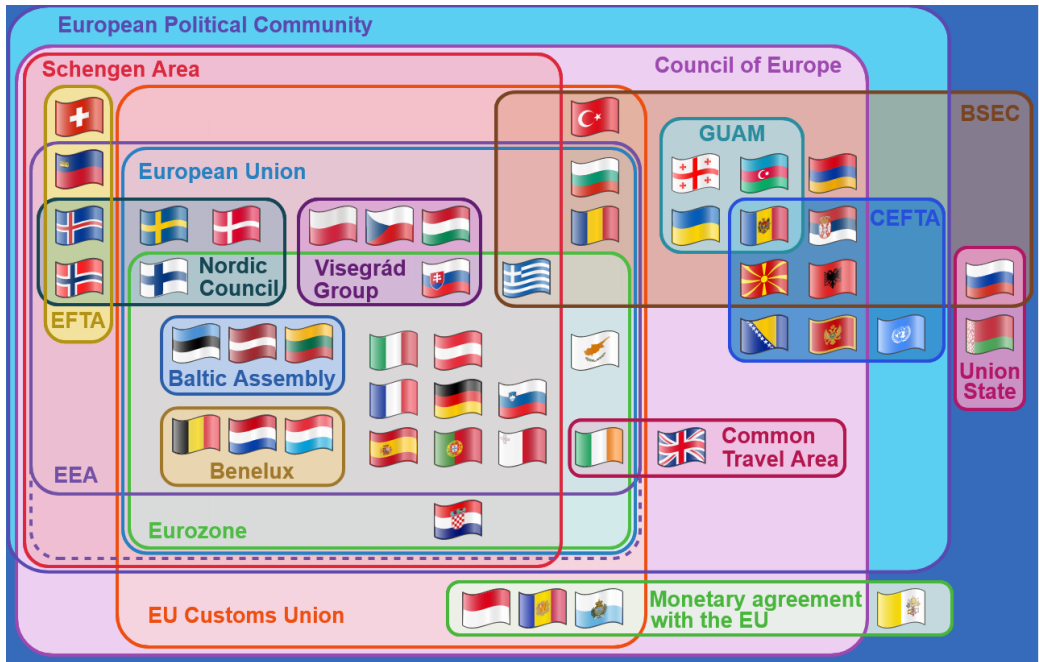 European Political Community
Schengen Area
Council of Europe
BSEC
GUAM
European Union
CEFTA
Nordic
Council
Visegrád
Group
EFTA
Baltic Assembly
Union
State
Common
Travel Area
Benelux
EEA
Eurozone
EU Customs Union
Monetary agreement
with the EU